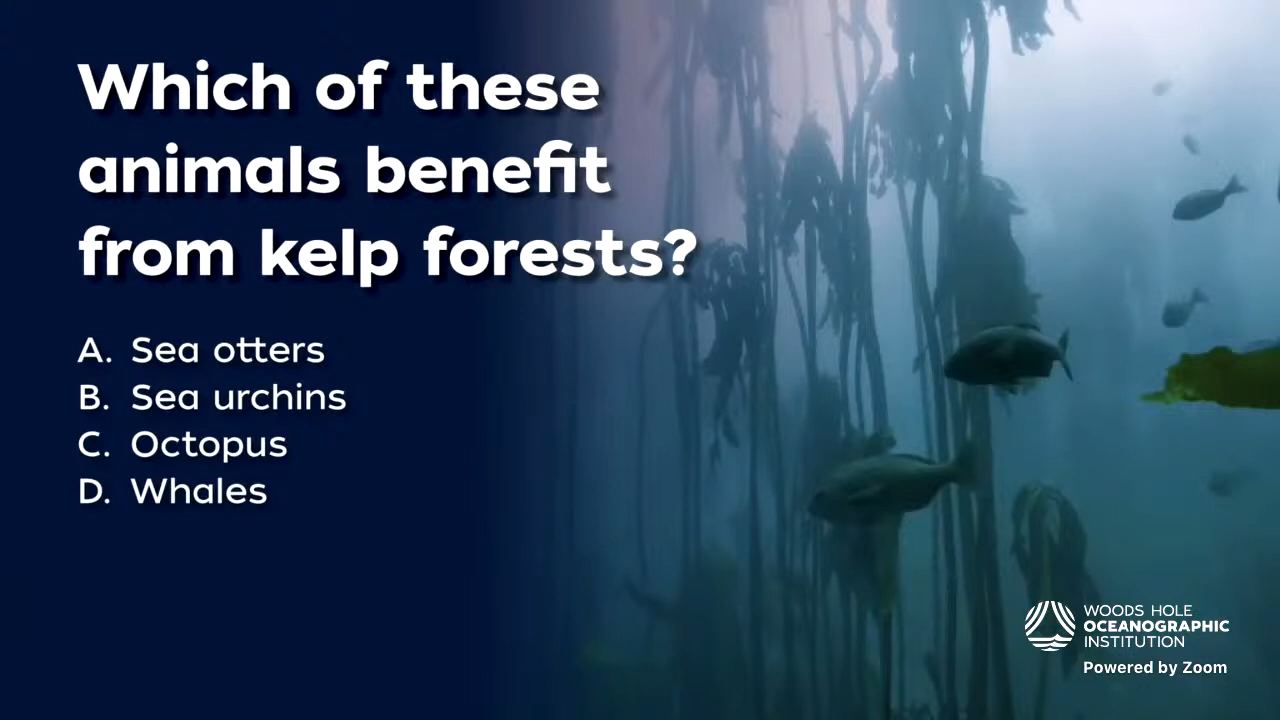 Which of these
animals benefit
from kelp forests?
A. Sea otters
B. Sea urchins
C. Octopus
D. Whales
WOODS HOLE
OCEANOGRAPHIC
INSTITUTION
Powered by Zoom